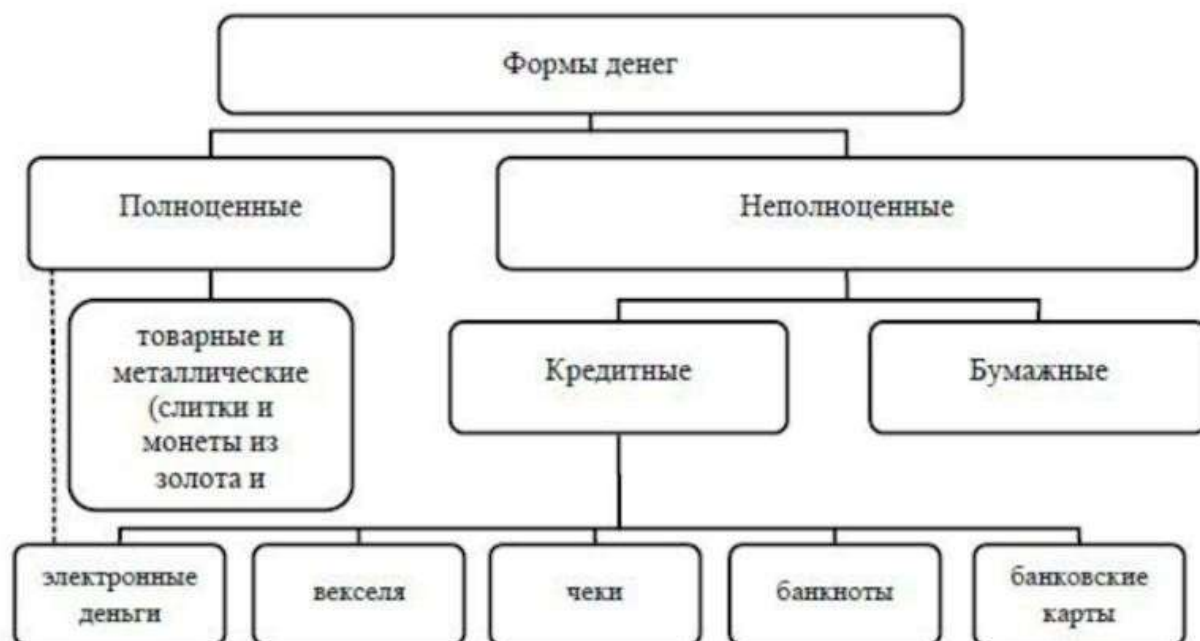 Формы денег
Полноценные
Неполноценные
товарные и
металлические
(слитки и
монеты из
золота и
Кредитные
Бумажные
электронные
деньги
векселя
чеки
банкноты
банковские
карты